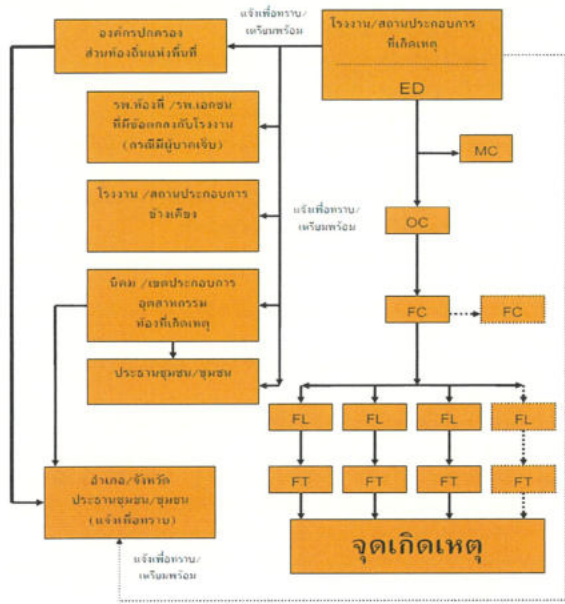 องค์กรปกครอง
ส่วนท้องถิ่นแห่งพื้นที่
แจ้งเพื่อทราบ/
เตรียมพร้อม
โรงงาน/สถานประกอบการ
ที่เกิดเหตุ
ED
รพ.ท้องที่/รพ.เอกชน
ที่มีข้อตกลงกับโรงงาน
(กรณีมีผู้บาดเจ็บ)
MC
โรงงาน/สถานประกอบการ
ข้างเคียง
แจ้งเพื่อทราบ/
เตรียมพร้อม
OC
นิคม/เขตประกอบการ
อุตสาหกรรม
ท้องที่เกิดเหตุ
FC
FC
ประธานชุมชน/ชุมชน
FL
FL
FL
FL
อำเภอ/จังหวัด
ประธานชุมชน/ชุมชน
(แจ้งเพื่อทราบ)
FT
FT
FT
FT
จุดเกิดเหตุ
แจ้งเพื่อทราบ/
เตรียมพร้อม